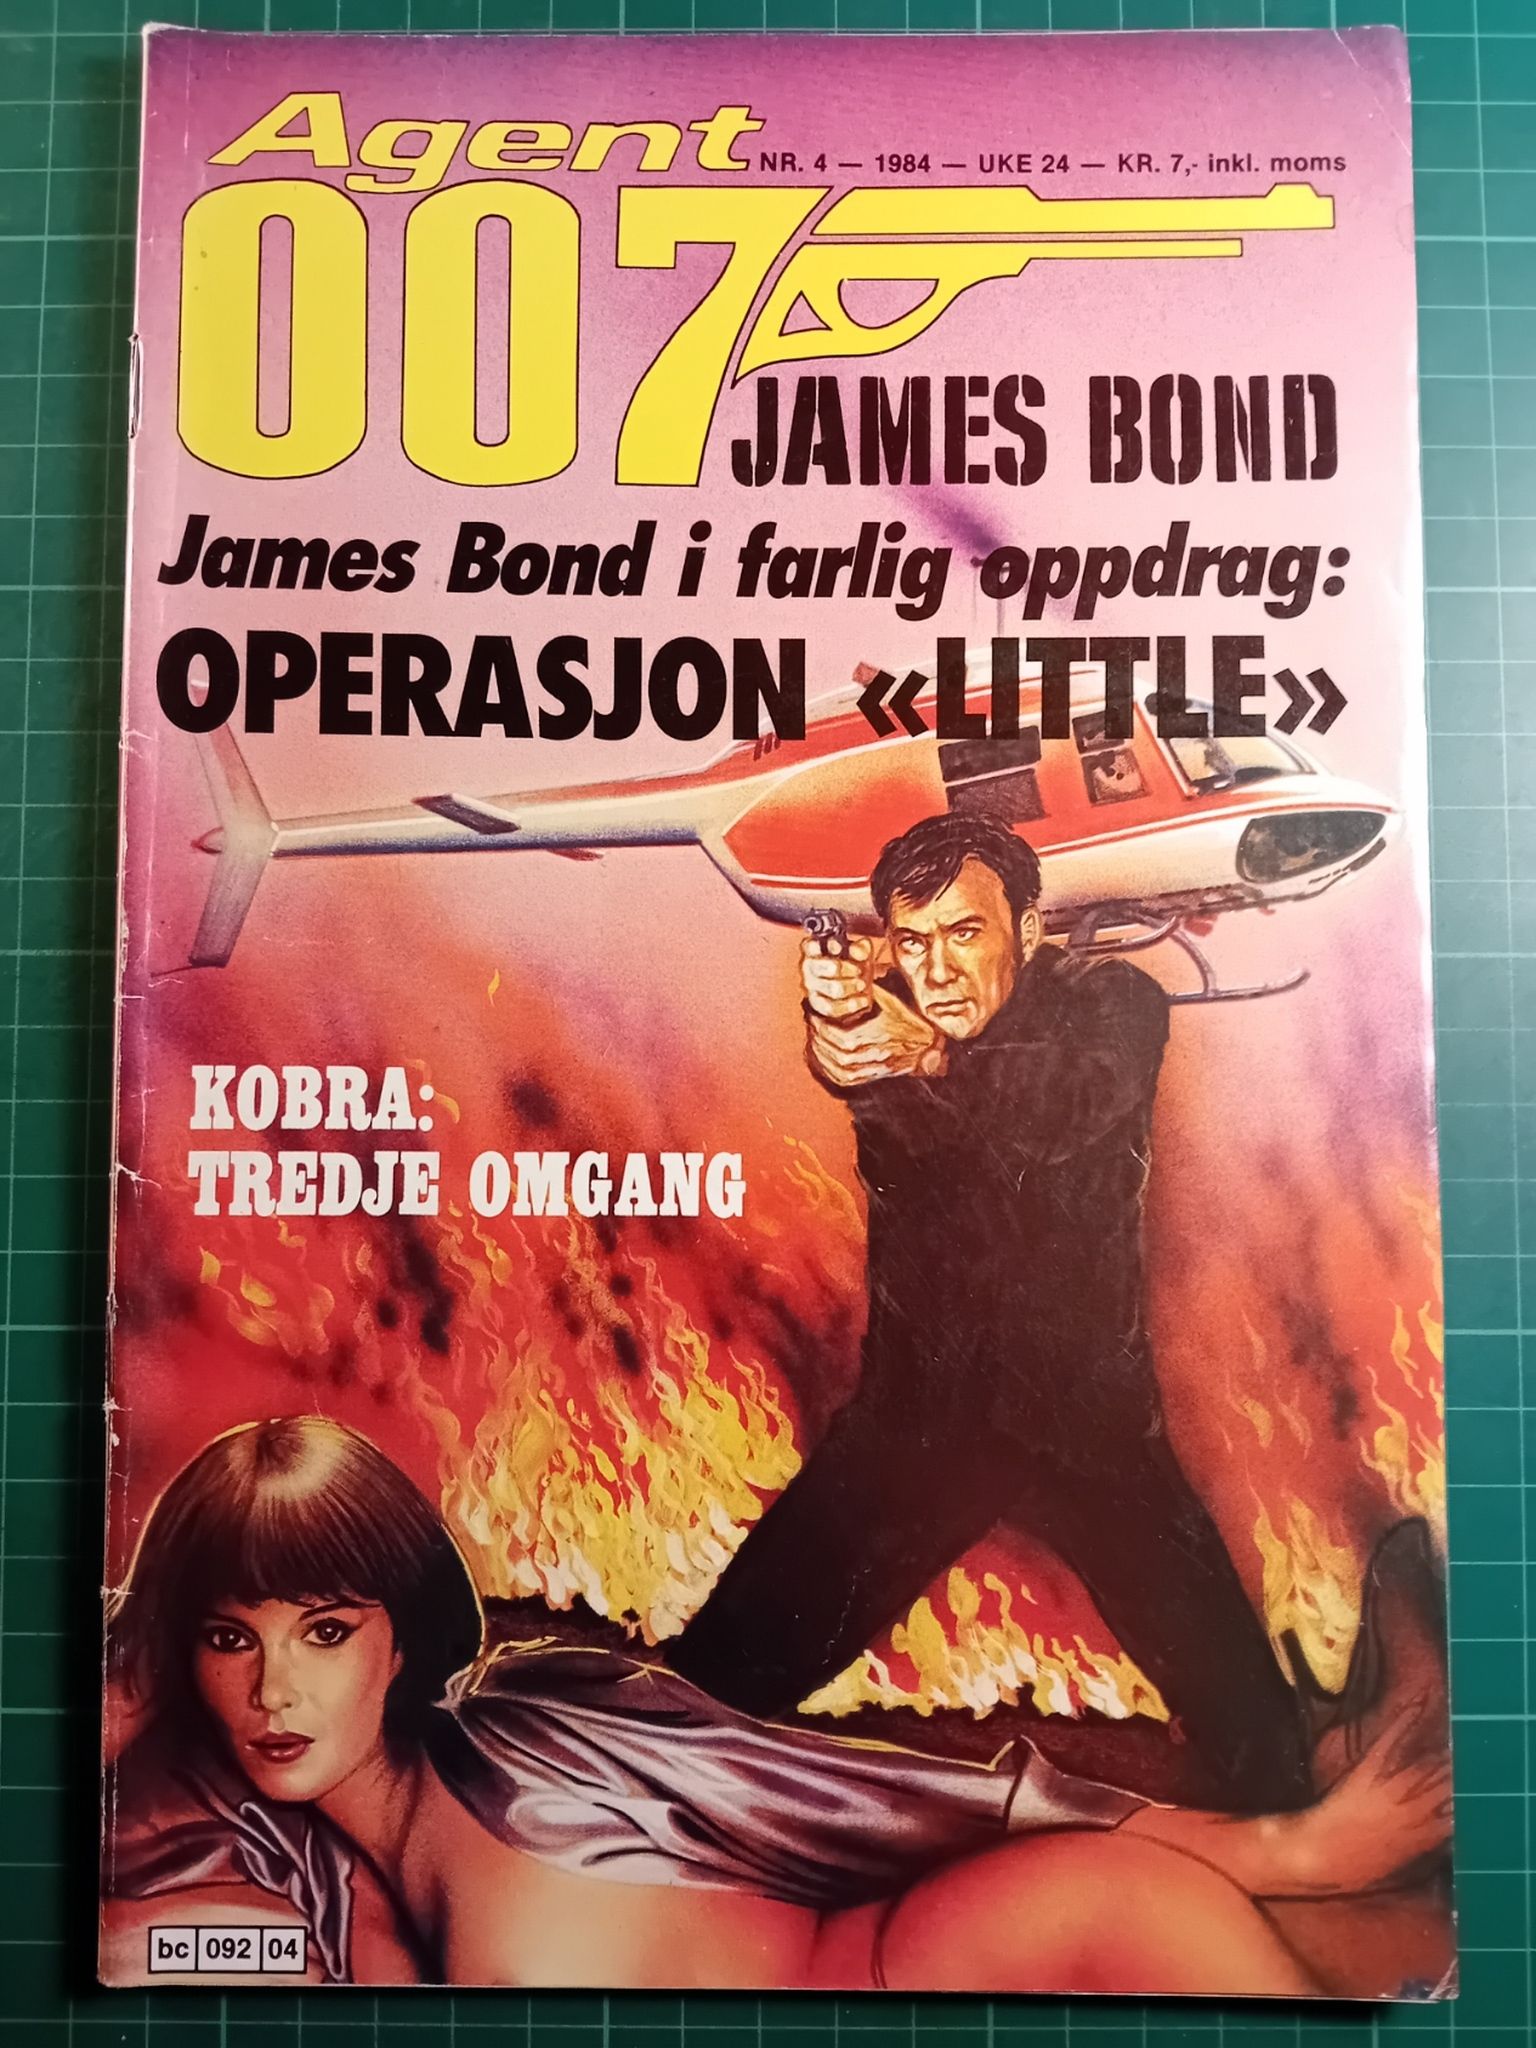 Agent
NR. 4 — 1984 — UKE 24 — KR. 7,- inkl. moms
007
JAMES BOND
James Bond i farlig oppdrag:
OPERASJON «LITTLE»
KOBRA:
TREDJE OMGANG
bc 092 04